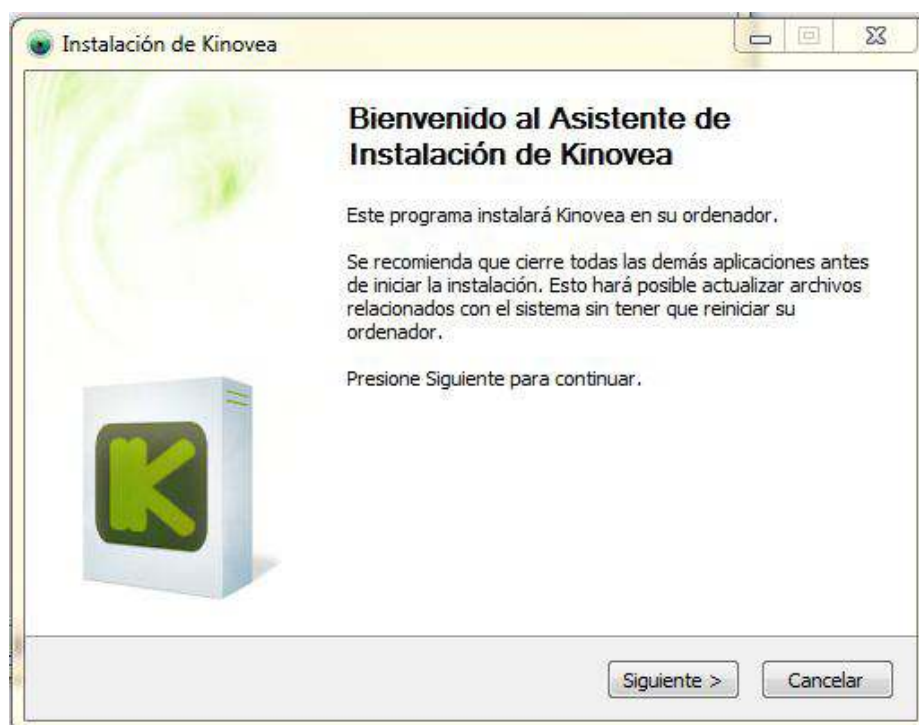 Instalación de Kinovea
Bienvenido al Asistente de
Instalación de Kinovea
Este programa instalará Kinovea en su ordenador.
Se recomienda que cierre todas las demás aplicaciones antes
de iniciar la instalación. Esto hará posible actualizar archivos
relacionados con el sistema sin tener que reiniciar su
ordenador.
Presione Siguiente para continuar.
K
Siguiente >
Cancelar